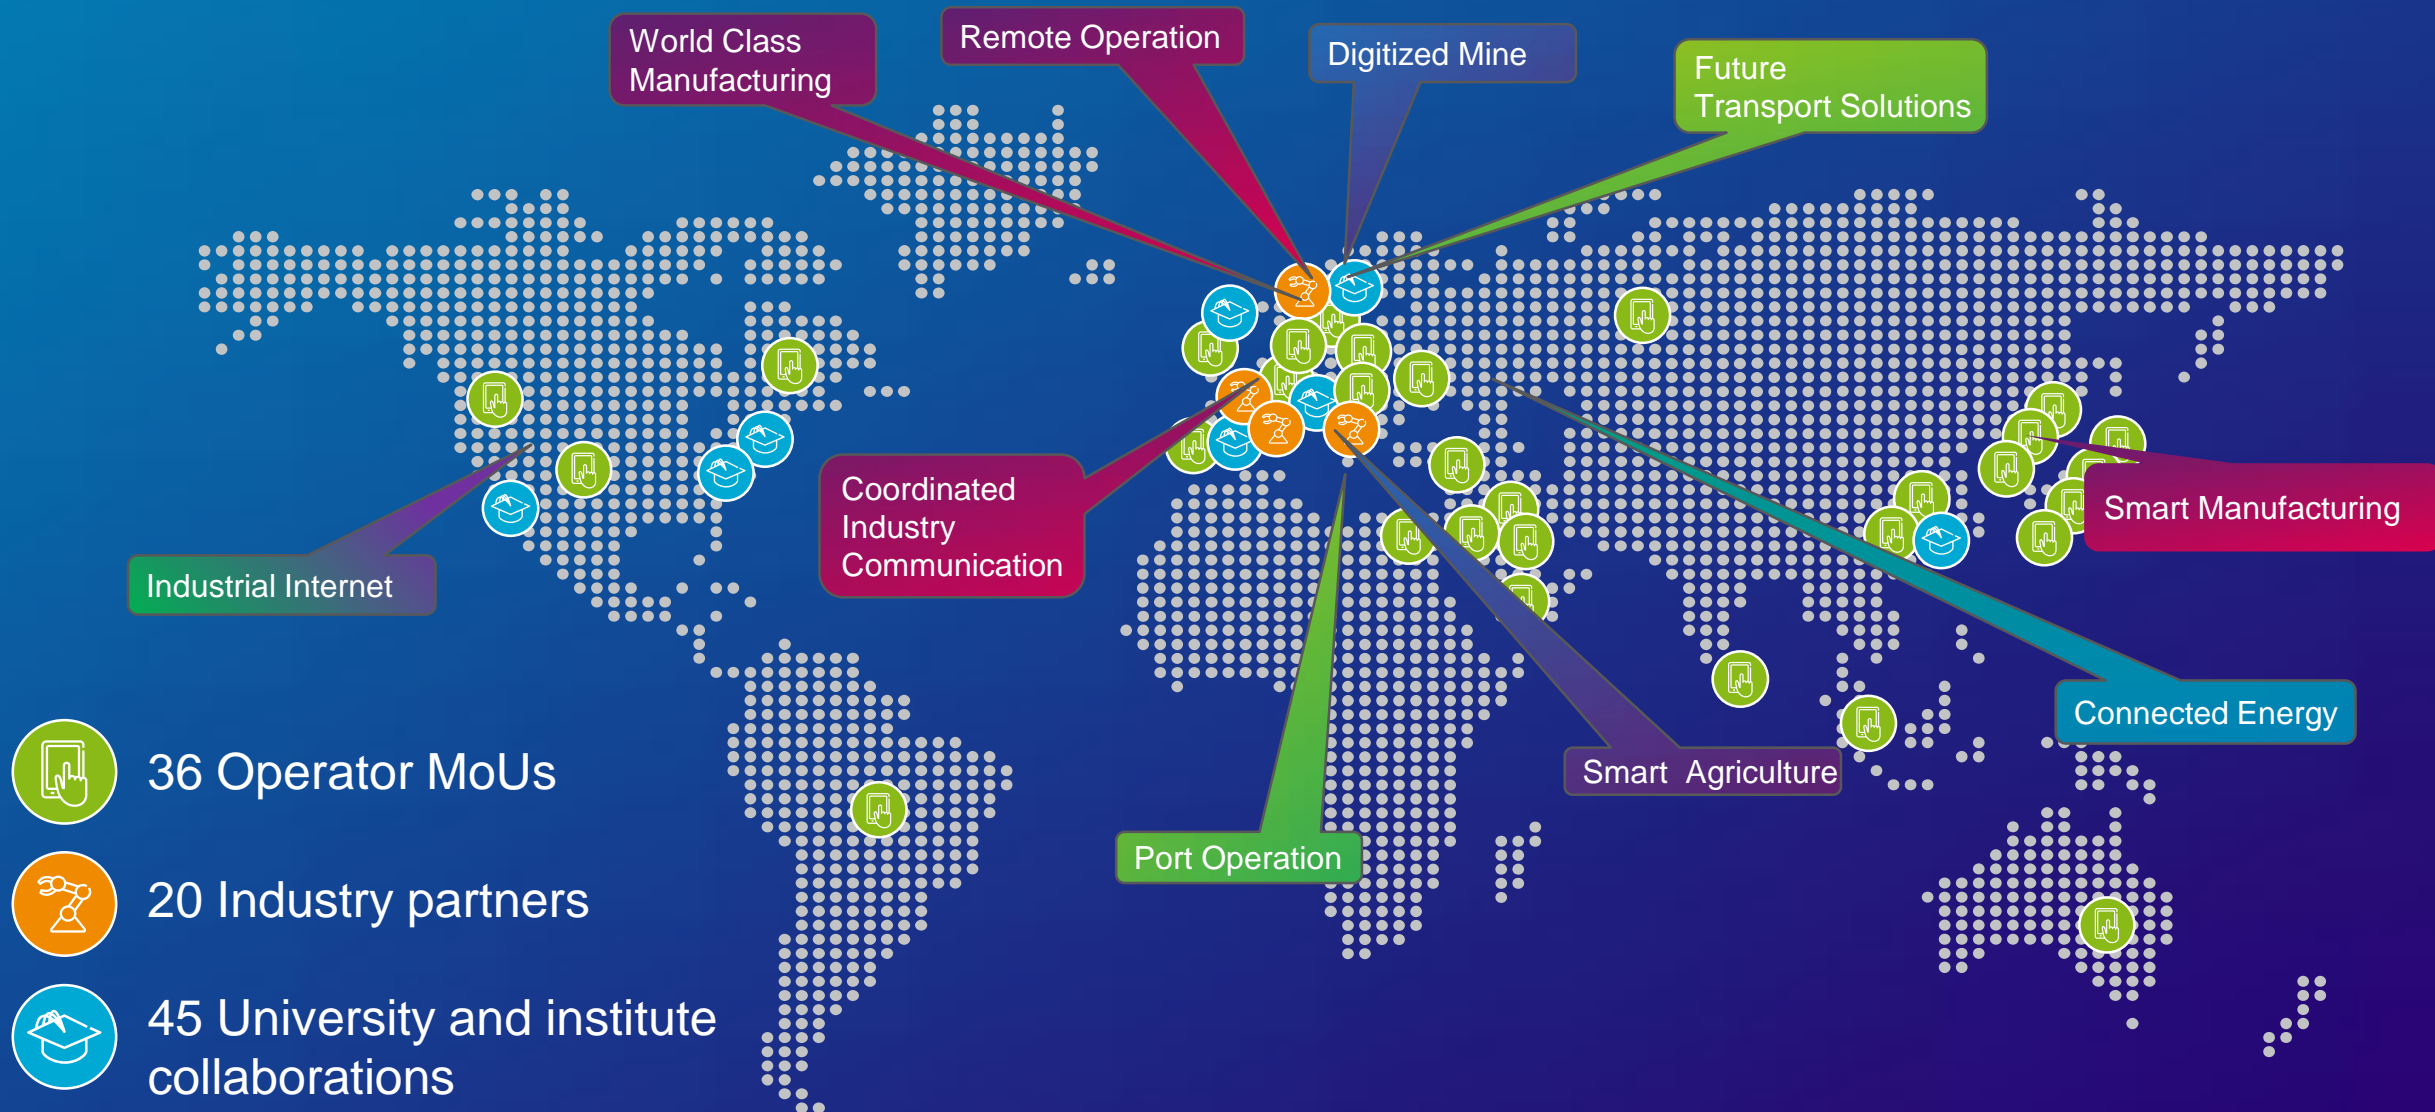 World Class
Manufacturing
Remote Operation
Digitized Mine
Future
Transport Solutions
Coordinated
Industry
Communication
Smart Manufacturing
Industrial Internet
Connected Energy
Smart Agriculture
Port Operation
36 Operator MoUs
20 Industry partners
45 University and institute
collaborations